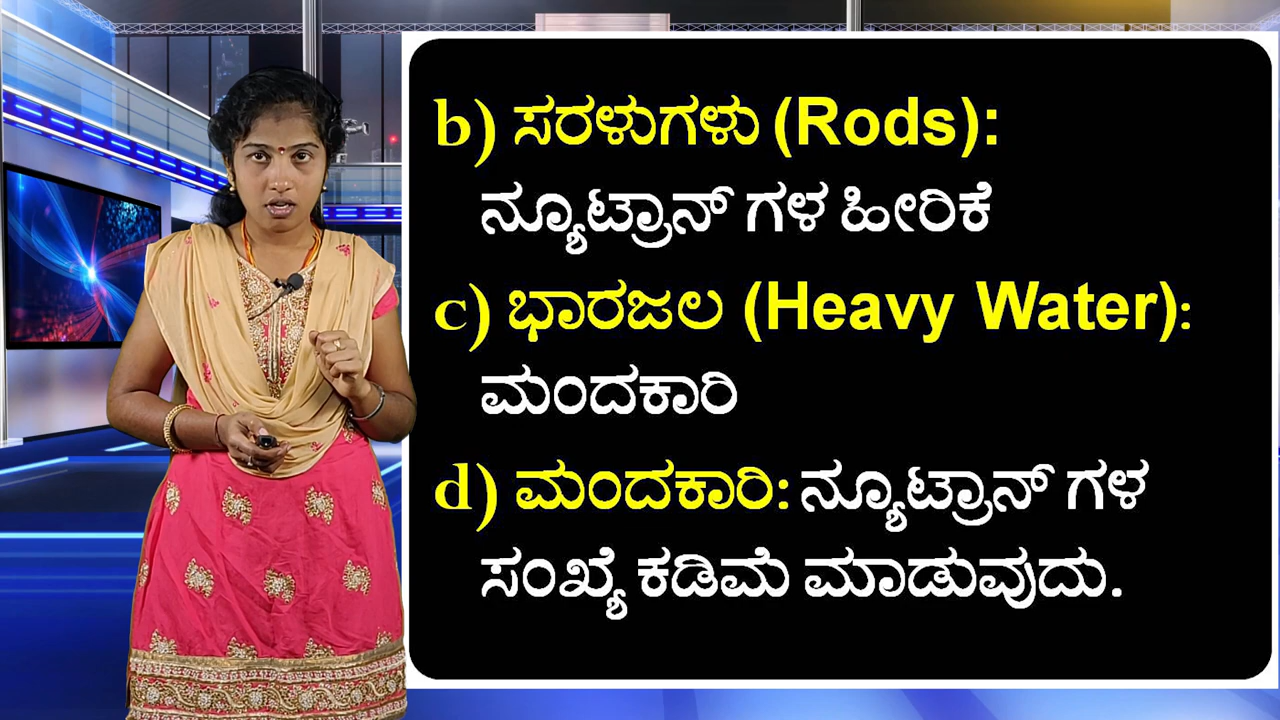 b) ಸರಳುಗಳು (Rods):
ನ್ಯೂಟ್ರಾನ್ ಗಳ ಹೀರಿಕೆ
c) ಭಾರಜಲ (Heavy Water):
ಮಂದಕಾರಿ
d) ಮಂದಕಾರಿ: ನ್ಯೂಟ್ರಾನ್ ಗಳ
ಸಂಖ್ಯೆ ಕಡಿಮೆ ಮಾಡುವುದು.